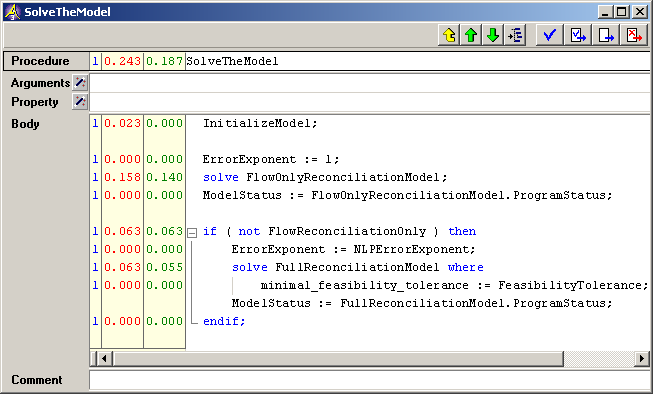 SolveTheModel
Procedure 1 0.243 0.187 SolveTheModel
Arguments
Property
Body 1 0.023 0.000 InitializeModel;
1 0.000 0.000 ErrorExponent := 1;
1 0.158 0.140 solve FlowOnlyReconciliationModel;
1 0.000 0.000 ModelStatus := FlowOnlyReconciliationModel.ProgramStatus;
1 0.063 0.063 if ( not FlowReconciliationOnly ) then
1 0.000 0.000 ErrorExponent := NLPErrorExponent;
1 0.063 0.055 solve FullReconciliationModel where
1 0.000 0.000 minimal_feasibility_tolerance := FeasibilityTolerance;
ModelStatus := FullReconciliationModel.ProgramStatus;
1 0.000 0.000 endif;
Comment